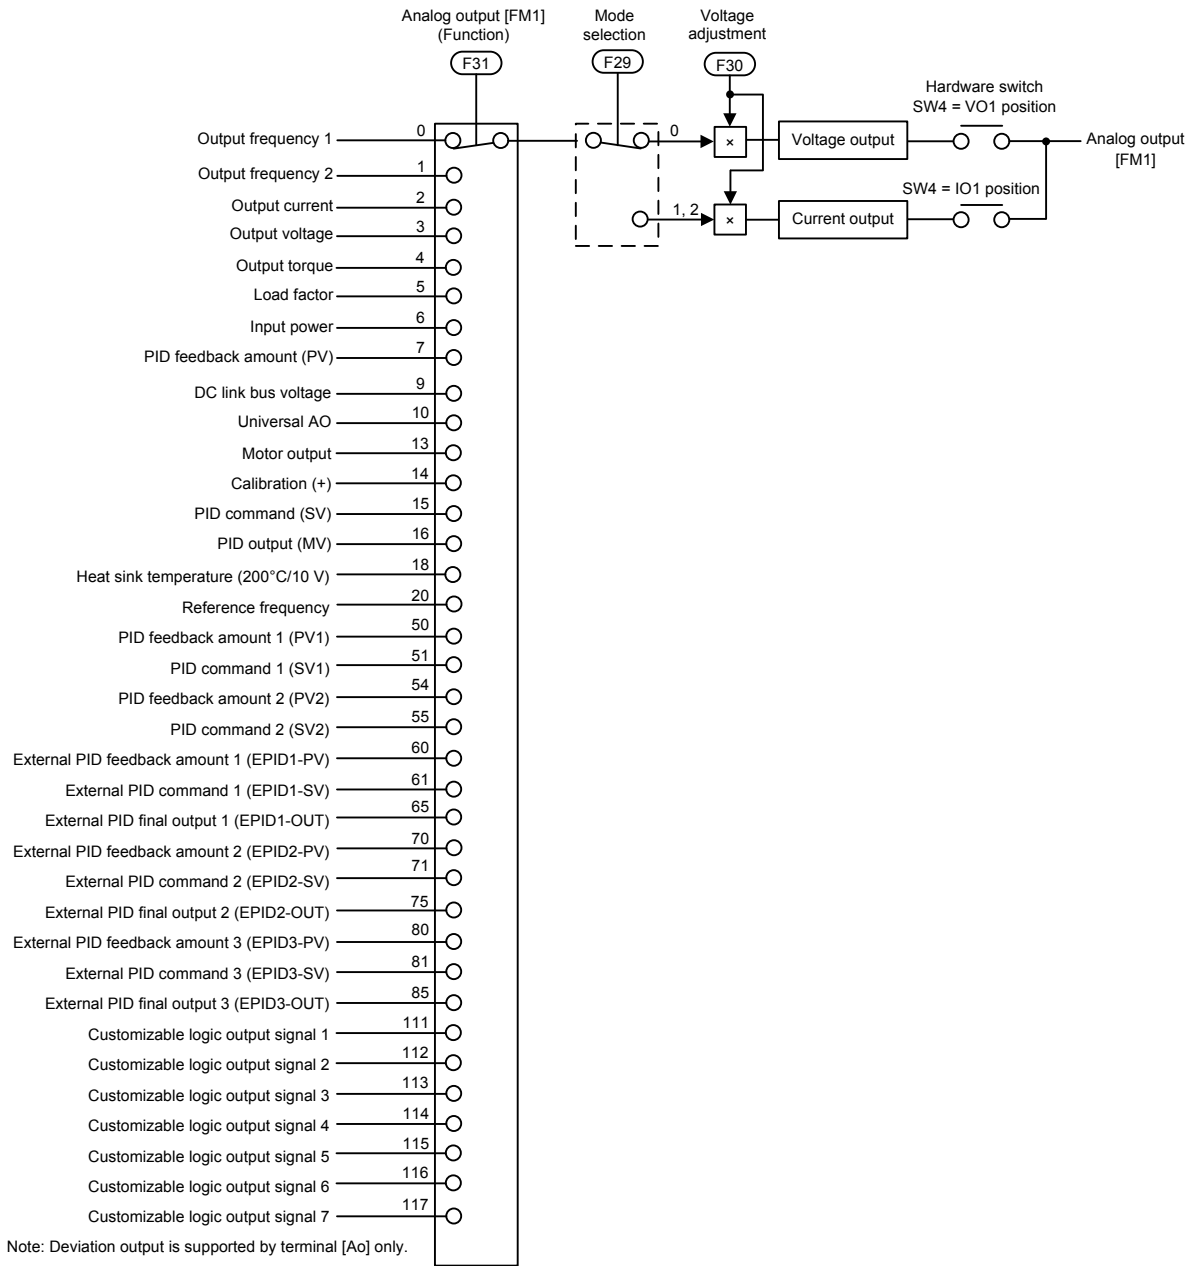 Analog output [FM1]
(Function)
Mode
selection
Voltage
adjustment
F31
F29
F30
Hardware switch
SW4 = VO1 position
Output frequency 1 0
0
×
Voltage output
Analog output
[FM1]
Output frequency 2 1
Output current 2
1, 2
×
Current output
SW4 = IO1 position
Output voltage 3
Output torque 4
Load factor 5
Input power 6
PID feedback amount (PV) 7
DC link bus voltage 9
Universal AO 10
Motor output 13
Calibration (+) 14
PID command (SV) 15
PID output (MV) 16
Heat sink temperature (200°C/10 V) 18
Reference frequency 20
PID feedback amount 1 (PV1) 50
PID command 1 (SV1) 51
PID feedback amount 2 (PV2) 54
PID command 2 (SV2) 55
External PID feedback amount 1 (EPID1-PV) 60
External PID command 1 (EPID1-SV) 61
External PID final output 1 (EPID1-OUT) 65
External PID feedback amount 2 (EPID2-PV) 70
External PID command 2 (EPID2-SV) 71
External PID final output 2 (EPID2-OUT) 75
External PID feedback amount 3 (EPID3-PV) 80
External PID command 3 (EPID3-SV) 81
External PID final output 3 (EPID3-OUT) 85
Customizable logic output signal 1 111
Customizable logic output signal 2 112
Customizable logic output signal 3 113
Customizable logic output signal 4 114
Customizable logic output signal 5 115
Customizable logic output signal 6 116
Customizable logic output signal 7 117
Note: Deviation output is supported by terminal [Ao] only.